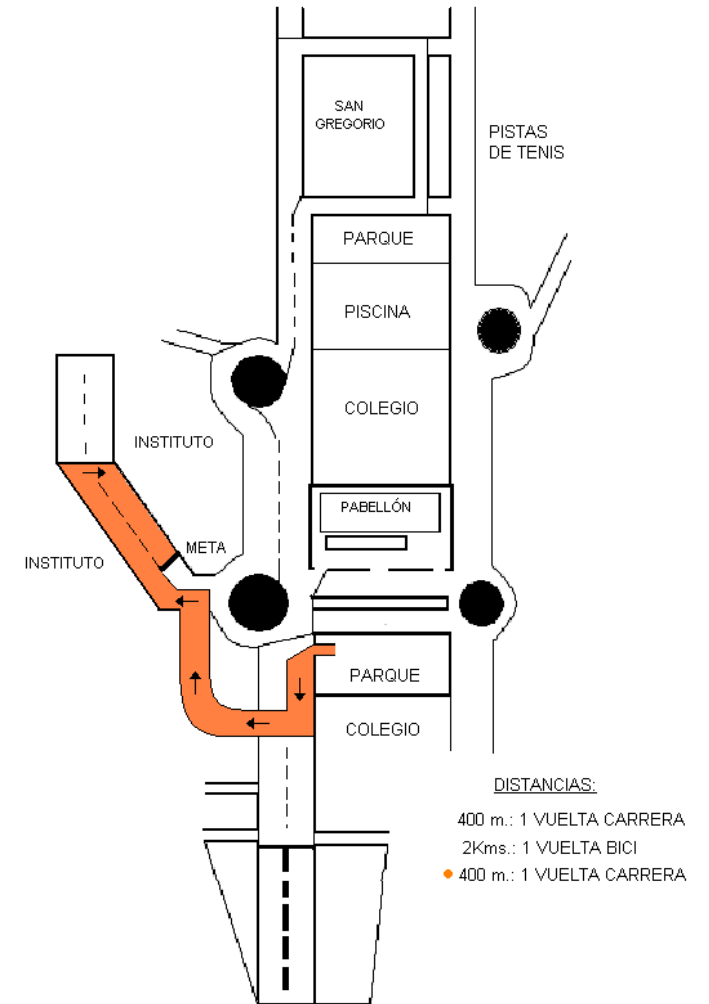 SAN
GREGORIO
PISTAS
DE TENIS
PARQUE
PISCINA
COLEGIO
INSTITUTO
PABELLÓN
META
INSTITUTO
PARQUE
COLEGIO
DISTANCIAS:
400 m.: 1 VUELTA CARRERA
2Kms.: 1 VUELTA BICI
400 m.: 1 VUELTA CARRERA